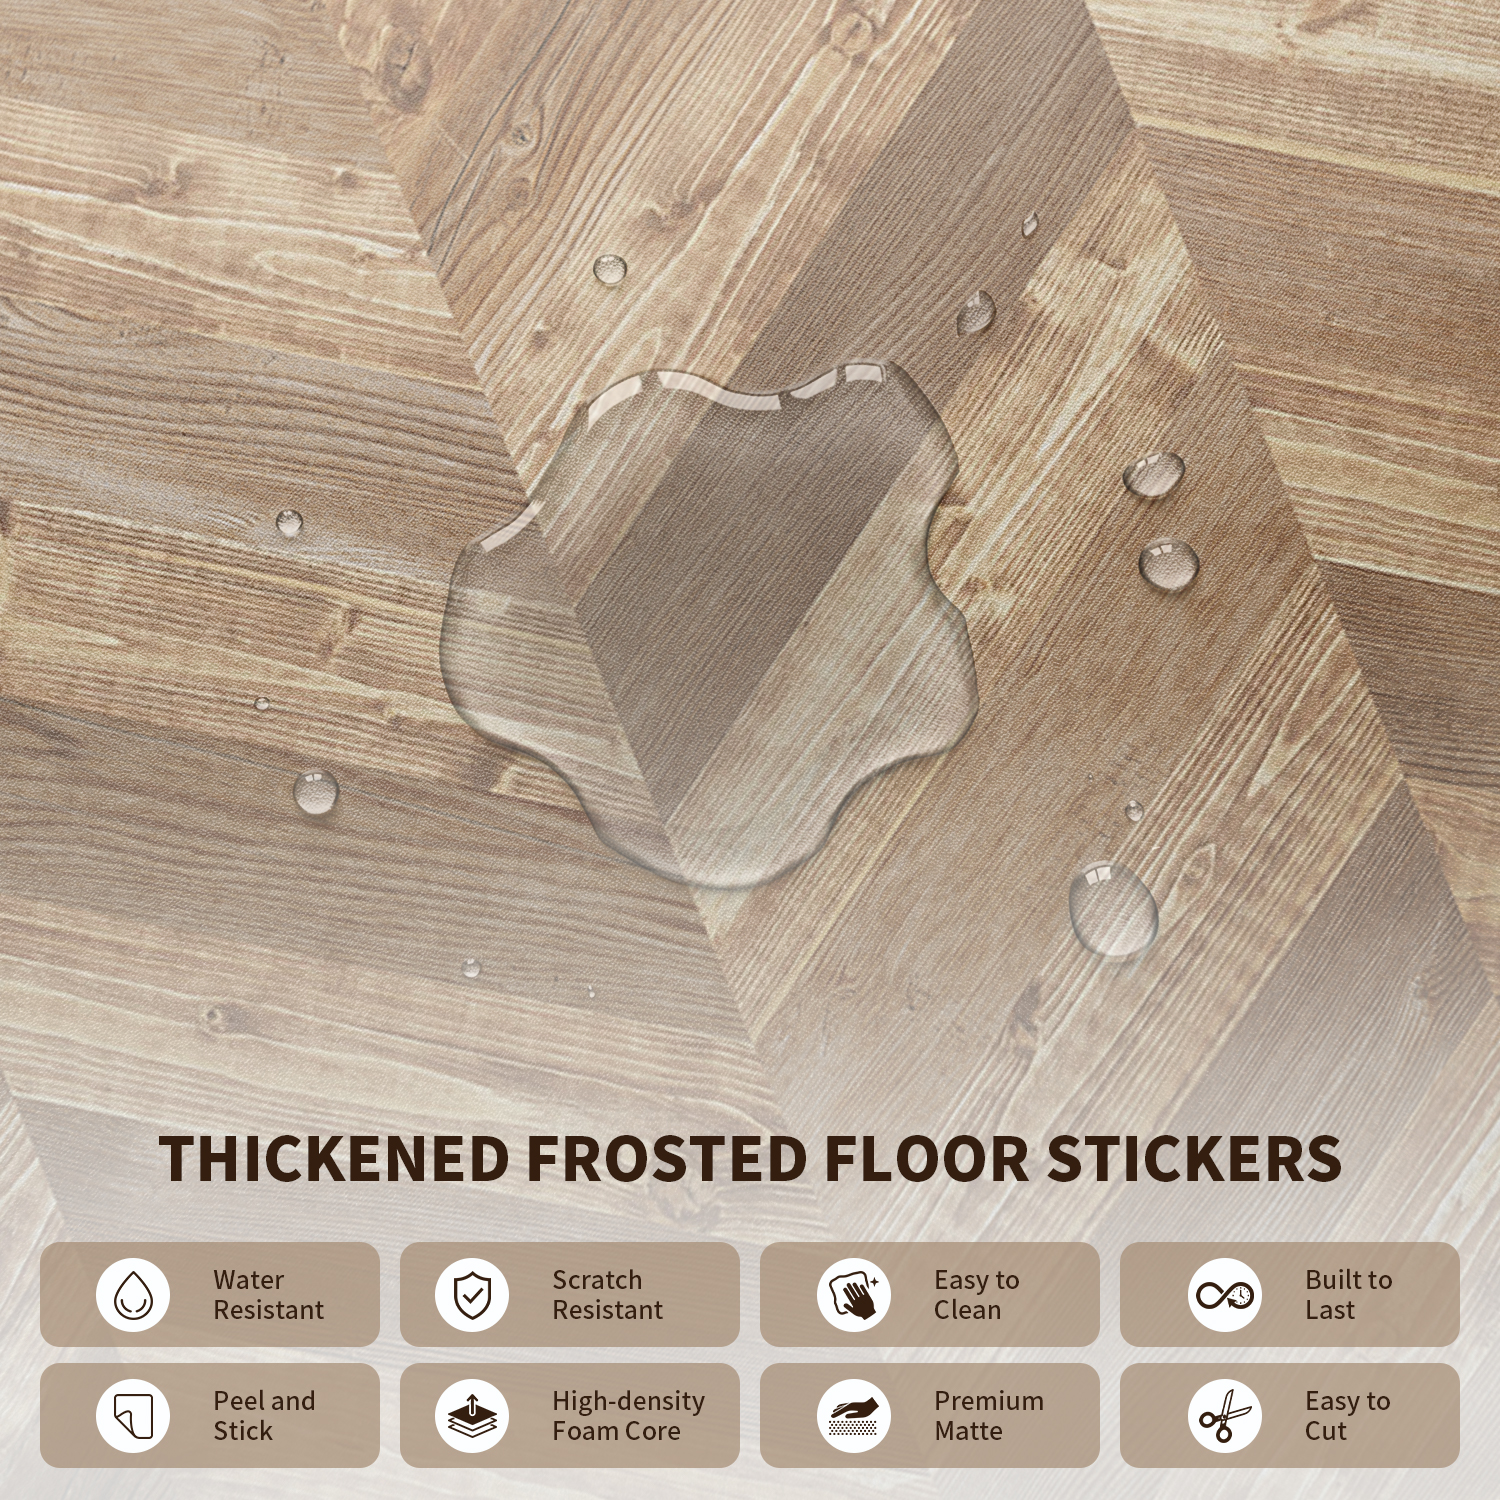 THICKENED FROSTED FLOOR STICKERS
Water
Resistant
Scratch
Resistant
Easy to
Clean
Built to
Last
Peel and
Stick
High-density
Foam Core
Premium
Matte
Easy to
Cut